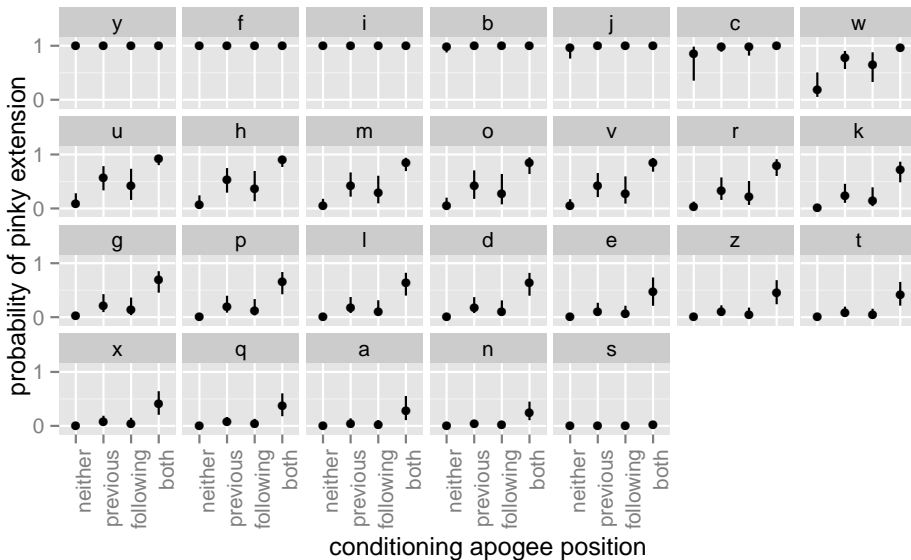 y f i b j c w
1
0
u h m o v r k
1
0
g p l d e z t
1
0
x q a n s
1
0
probability of pinky extension
neither previous following both neither previous following both neither previous following both neither previous following both neither previous following both
conditioning apogee position